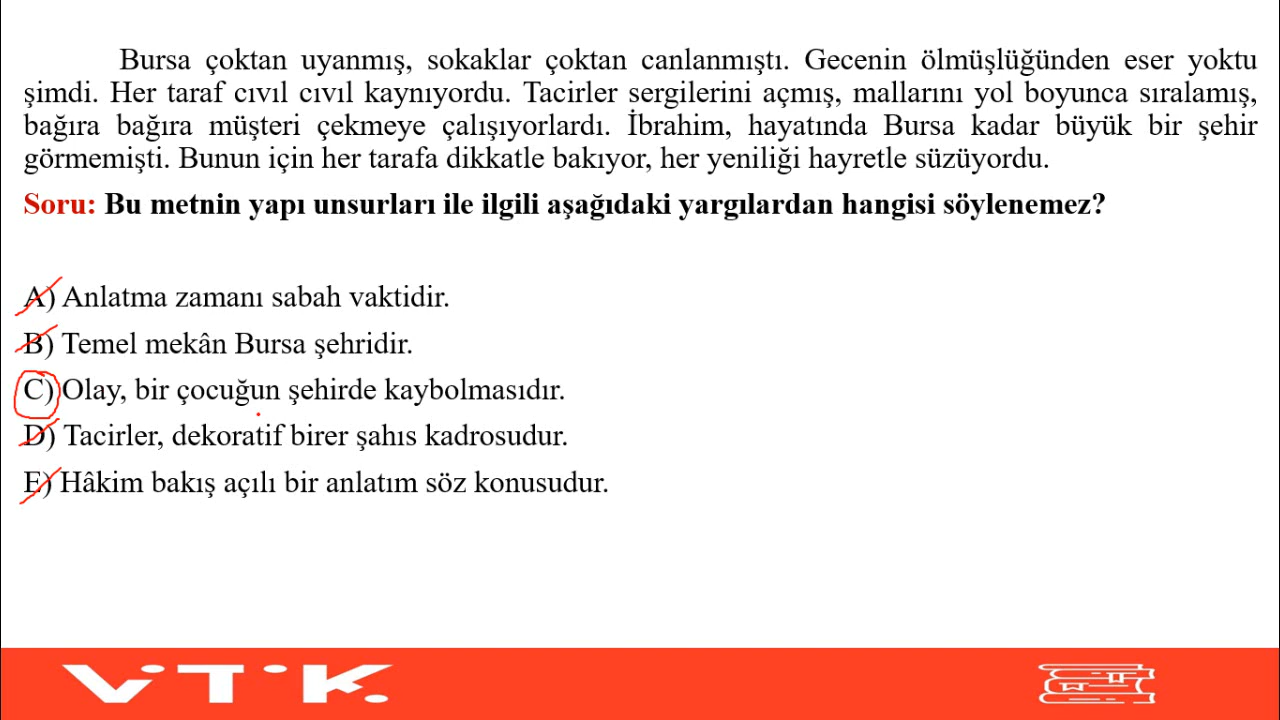 Bursa çoktan uyanmış, sokaklar çoktan canlanmıştı. Gecenin ölmüşlüğünden eser yoktu
şimdi. Her taraf cıvıl cıvıl kaynıyordu. Tacirler sergilerini açmış, mallarını yol boyunca sıralamış,
bağıra bağıra müşteri çekmeye çalışıyorlardı. İbrahim, hayatında Bursa kadar büyük bir şehir
görmemişti. Bunun için her tarafa dikkatle bakıyor, her yeniliği hayretle süzüyordu.
Soru: Bu metnin yapı unsurları ile ilgili aşağıdaki yargılardan hangisi söylenemez?
A) Anlatma zamanı sabah vaktidir.
B) Temel mekân Bursa şehridir.
C) Olay, bir çocuğun şehirde kaybolmasıdır.
D) Tacirler, dekoratif birer şahıs kadrosudur.
E) Hâkim bakış açılı bir anlatım söz konusudur.
VİTİK.